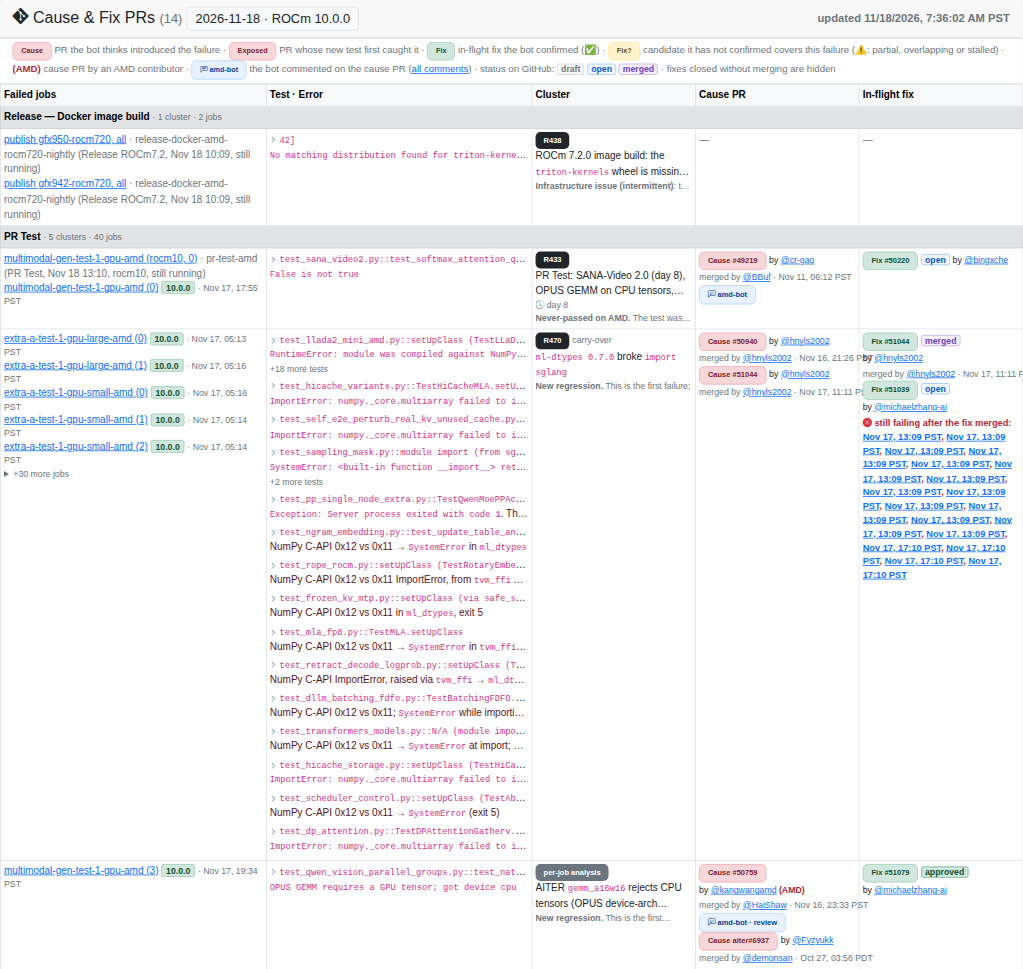 Cause & Fix PRs (14) 2026-11-18 · ROCm 10.0.0
updated 11/18/2026, 7:36:02 AM PST
Cause PR the bot thinks introduced the failure · Exposed PR whose new test first caught it · Fix in-flight fix the bot confirmed (✅) · Fix? candidate it has not confirmed covers this failure (⚠: partial, overlapping or stalled) ·
(AMD) cause PR by an AMD contributor · amd-bot the bot commented on the cause PR (all comments) · status on GitHub: draft open merged · fixes closed without merging are hidden
Failed jobs
Test · Error
Cluster
Cause PR
In-flight fix
Release — Docker image build · 1 cluster · 2 jobs
publish gfx950-rocm720, all · release-docker-amd-
rocm720-nightly (Release ROCm7.2, Nov 18 10:09, still
running)
publish gfx942-rocm720, all · release-docker-amd-
rocm720-nightly (Release ROCm7.2, Nov 18 10:09, still
running)
42]
No matching distribution found for triton-kerne…
R438
ROCm 7.2.0 image build: the
triton-kernels wheel is missin…
Infrastructure issue (intermittent): t…
—
—
PR Test · 5 clusters · 40 jobs
multimodal-gen-test-1-gpu-amd (rocm10, 0) · pr-test-amd
(PR Test, Nov 18 13:10, rocm10, still running)
multimodal-gen-test-1-gpu-amd (0) 10.0.0 · Nov 17, 17:55
PST
test_sana_video2.py::test_softmax_attention_q…
False is not true
R433
PR Test: SANA-Video 2.0 (day 8),
OPUS GEMM on CPU tensors,…
day 8
Never-passed on AMD. The test was…
Cause #49219 by @cr-gao
merged by @BBuf · Nov 11, 06:12 PST
amd-bot
Fix #50220 open by @bingxche
extra-a-test-1-gpu-large-amd (0) 10.0.0 · Nov 17, 05:13
PST
extra-a-test-1-gpu-large-amd (1) 10.0.0 · Nov 17, 05:16
PST
extra-a-test-1-gpu-small-amd (0) 10.0.0 · Nov 17, 05:16
PST
extra-a-test-1-gpu-small-amd (1) 10.0.0 · Nov 17, 05:14
PST
extra-a-test-1-gpu-small-amd (2) 10.0.0 · Nov 17, 05:14
PST
+30 more jobs
test_llada2_mini_amd.py::setUpClass (TestLLaD…
RuntimeError: module was compiled against NumPy…
+18 more tests
test_hicache_variants.py::TestHiCacheMLA.setU…
ImportError: numpy._core.multiarray failed to i…
test_self_e2e_perturb_real_kv_unused_cache.py…
ImportError: numpy._core.multiarray failed to i…
test_sampling_mask.py::module import (from sg…
SystemError: <built-in function __import__> ret…
+2 more tests
test_pp_single_node_extra.py::TestQwenMoePPAc…
Exception: Server process exited with code 1. Th…
test_ngram_embedding.py::test_update_table_an…
NumPy C-API 0x12 vs 0x11 → SystemError in ml_dtypes
test_rope_rocm.py::setUpClass (TestRotaryEmbe…
NumPy C-API 0x12 vs 0x11 ImportError, from tvm_ffi …
test_frozen_kv_mtp.py::setUpClass (via safe_s…
NumPy C-API 0x12 vs 0x11 in ml_dtypes, exit 5
test_mla_fp8.py::TestMLA.setUpClass
NumPy C-API 0x12 vs 0x11 → SystemError in tvm_ffi…
test_retract_decode_logprob.py::setUpClass (T…
NumPy C-API ImportError, raised via tvm_ffi → ml_dt…
test_dllm_batching_fdfo.py::TestBatchingFDFO.…
NumPy C-API 0x12 vs 0x11; SystemError while importi…
test_transformers_models.py::N/A (module impo…
NumPy C-API 0x12 vs 0x11 → SystemError at import; …
test_hicache_storage.py::setUpClass (TestHiCa…
ImportError: numpy._core.multiarray failed to i…
test_scheduler_control.py::setUpClass (TestAb…
NumPy C-API 0x12 vs 0x11 → SystemError (exit 5)
test_dp_attention.py::TestDPAttentionGatherv.…
ImportError: numpy._core.multiarray failed to i…
R470 carry-over
ml-dtypes 0.7.0 broke import
sglang
New regression. This is the first failure;
Cause #50940 by @hnyls2002
merged by @hnyls2002 · Nov 16, 21:26 PST
Cause #51044 by @hnyls2002
merged by @hnyls2002 · Nov 17, 11:11 PST
Fix #51044 merged
by @hnyls2002
merged by @hnyls2002 · Nov 17, 11:11 P
Fix #51039 open
by @michaelzhang-ai
still failing after the fix merged:
Nov 17, 13:09 PST, Nov 17, 13:09
PST, Nov 17, 13:09 PST, Nov 17,
13:09 PST, Nov 17, 13:09 PST, Nov
17, 13:09 PST, Nov 17, 13:09 PST,
Nov 17, 13:09 PST, Nov 17, 13:09
PST, Nov 17, 13:09 PST, Nov 17,
13:09 PST, Nov 17, 13:09 PST, Nov
17, 13:09 PST, Nov 17, 13:09 PST,
Nov 17, 17:10 PST, Nov 17, 17:10
PST, Nov 17, 17:10 PST, Nov 17,
17:10 PST
multimodal-gen-test-1-gpu-amd (3) 10.0.0 · Nov 17, 19:34
PST
test_qwen_vision_parallel_groups.py::test_nat…
OPUS GEMM requires a GPU tensor; got device cpu
per-job analysis
AITER gemm_a16w16 rejects CPU
tensors (OPUS device-arch…
New regression. This is the first…
Cause #50759
by @kangwangamd (AMD)
merged by @HaiShaw · Nov 16, 23:33 PST
amd-bot · review
Cause aiter#6937 by @Fyzyukk
merged by @demonsan · Oct 27, 03:56 PDT
Fix #51079 approved
by @michaelzhang-ai